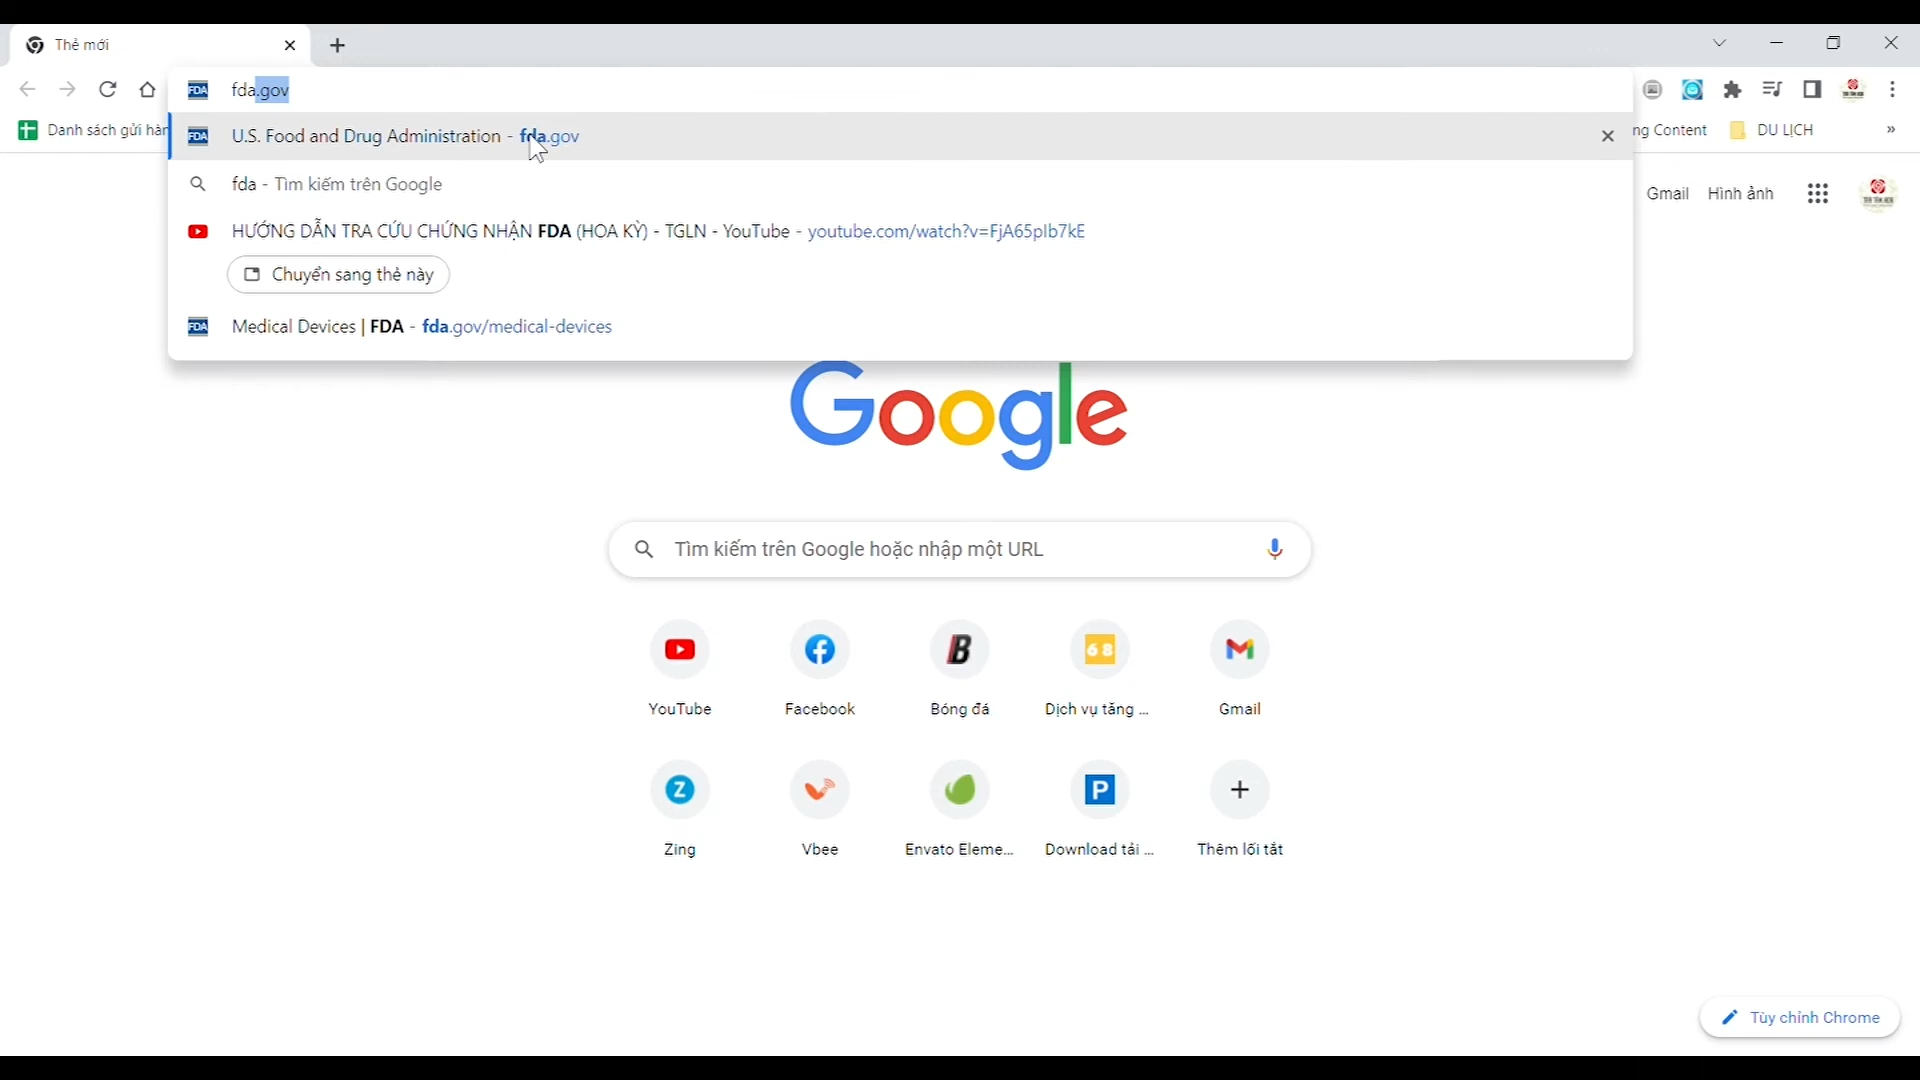 Thẻ mới
fda.gov
Danh sách gửi hàn
ng Content
DU LỊCH
»
U.S. Food and Drug Administration - fda.gov
fda - Tìm kiếm trên Google
Gmail
Hình ảnh
HƯỚNG DẪN TRA CỨU CHỨNG NHẬN FDA (HOA KỲ) - TGLN - YouTube - youtube.com/watch?v=FjA65plb7kE
Chuyển sang thẻ này
Medical Devices | FDA - fda.gov/medical-devices
Google
Tìm kiếm trên Google hoặc nhập một URL
YouTube
Facebook
Bóng đá
Dịch vụ tăng ...
Gmail
Zing
Vbee
Envato Eleme...
Download tải ...
Thêm lối tắt
Tùy chỉnh Chrome